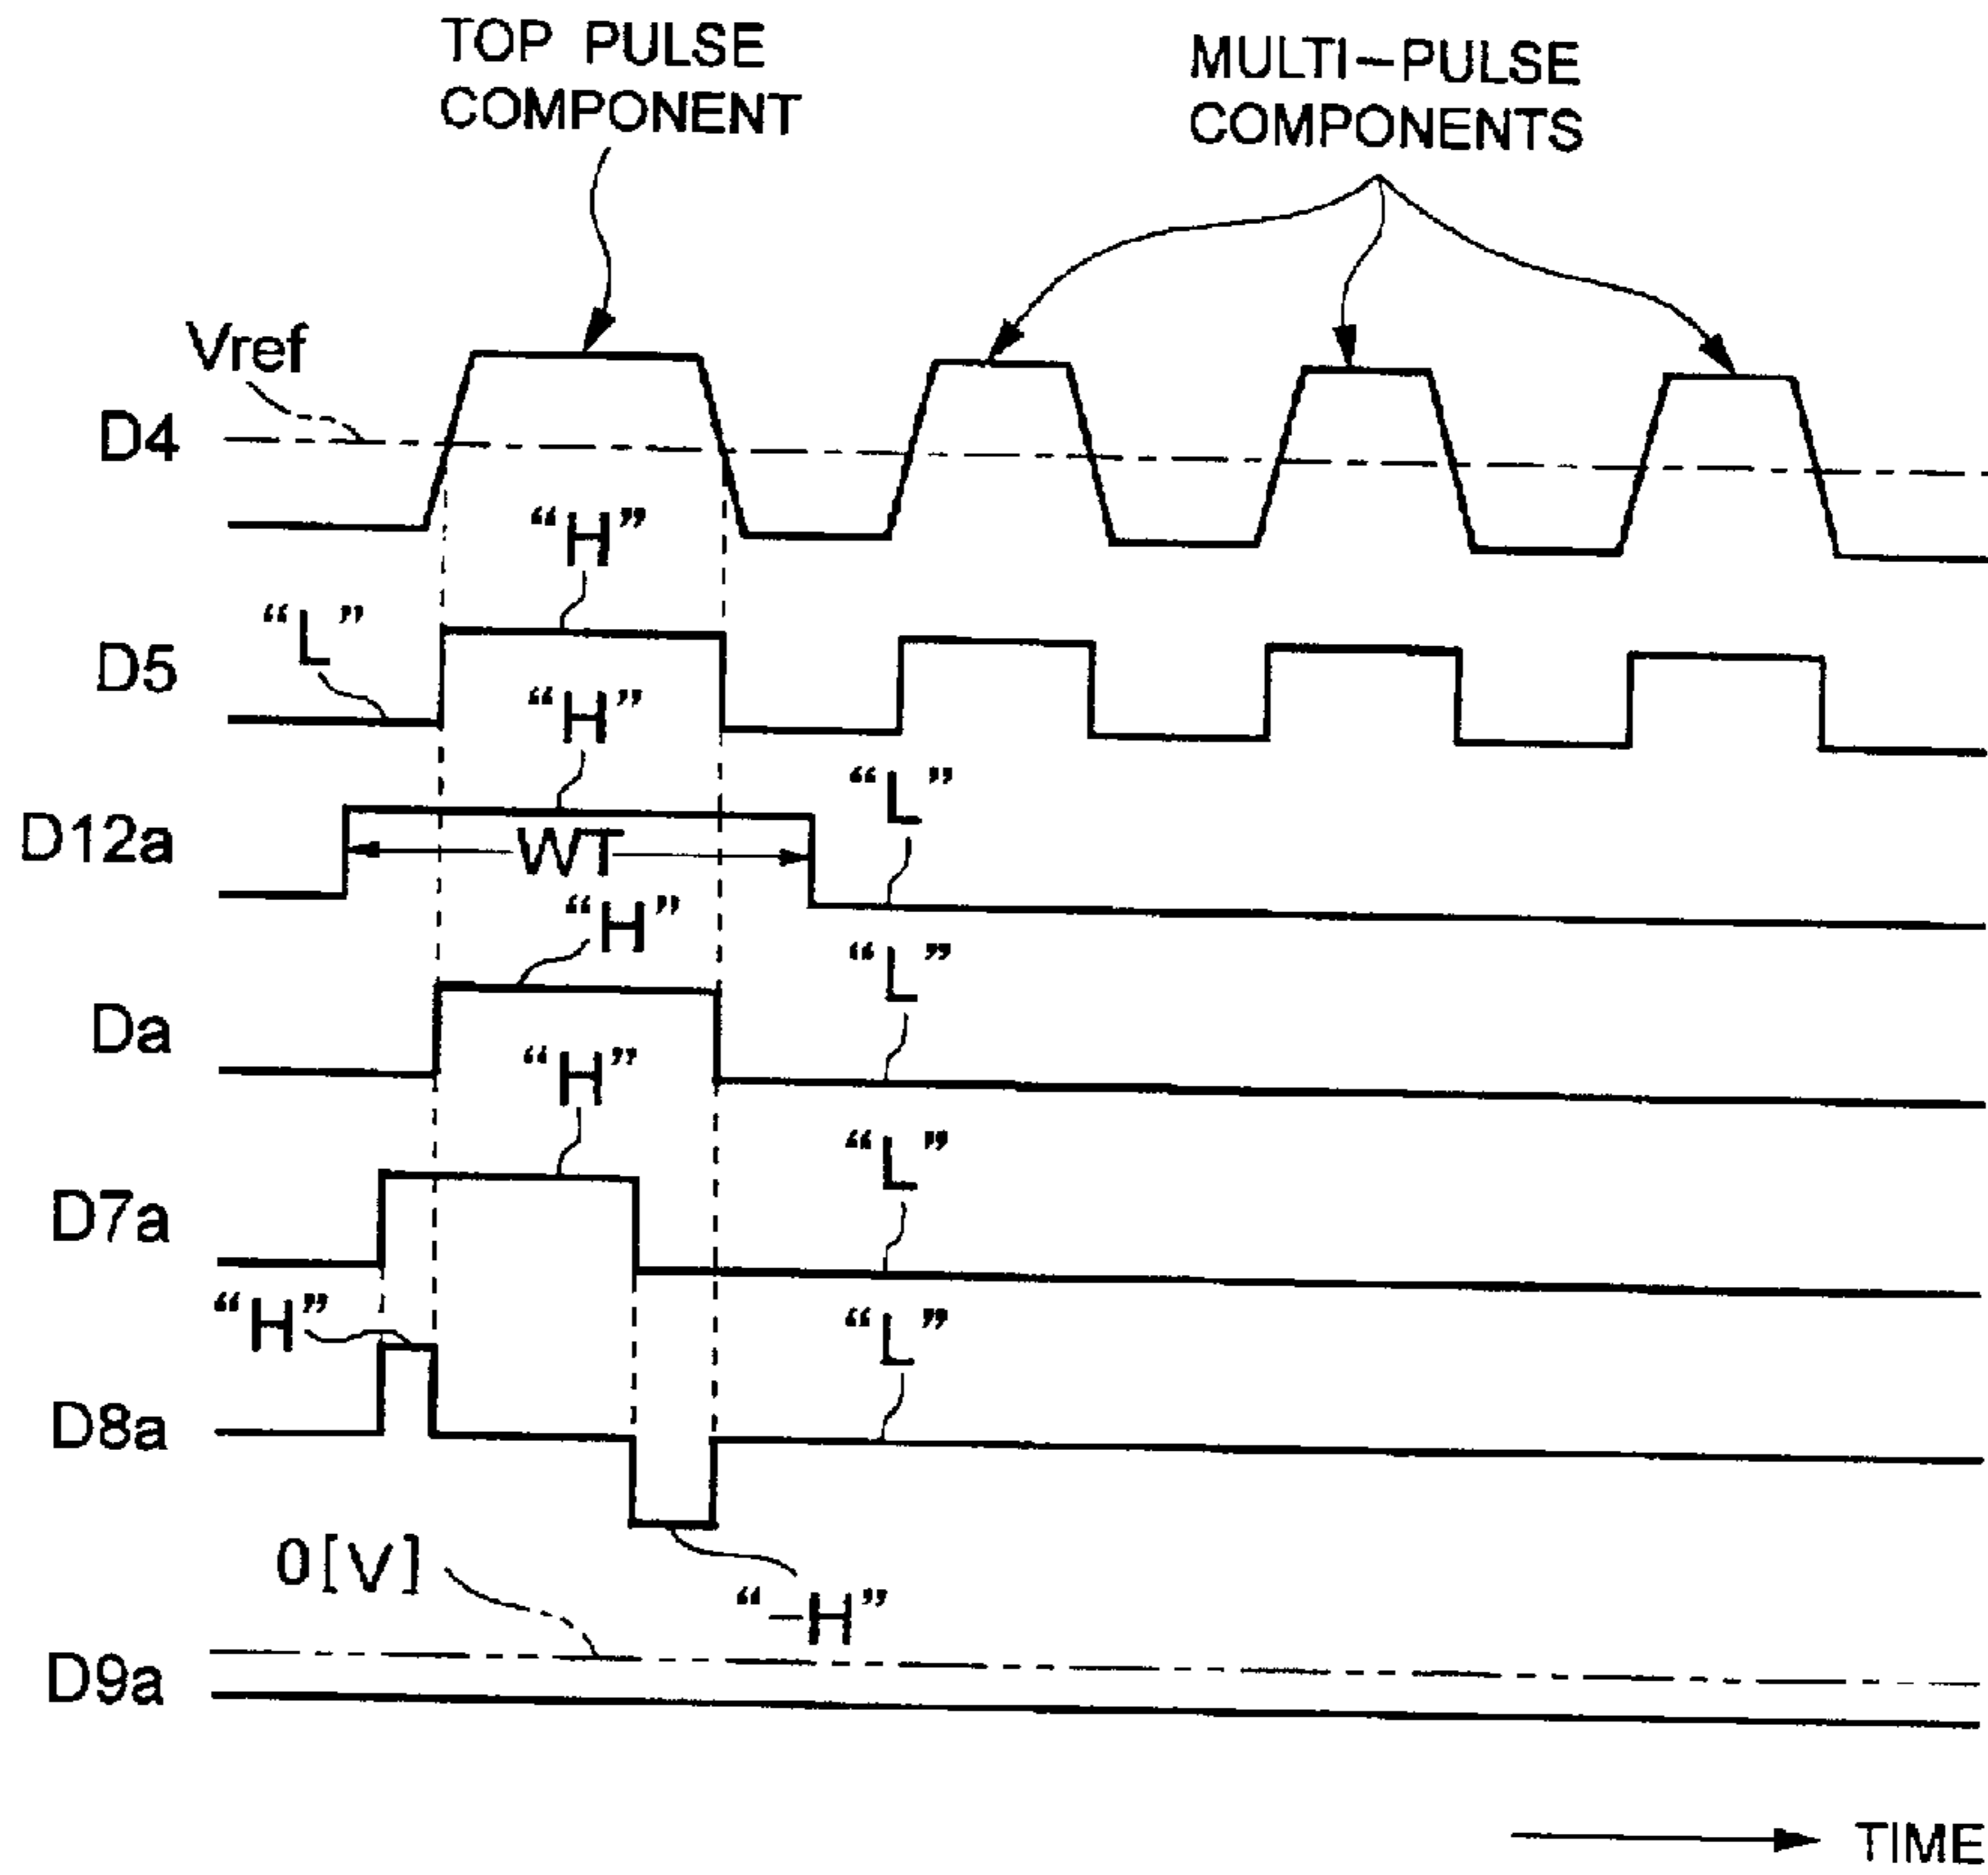 TOP PULSE
COMPONENT
MULTI-PULSE
COMPONENTS
Vref
D4
“H”
“L”
D5
“H”
“L”
D12a
WT
“H”
“L”
Da
“H”
“L”
D7a
“H”
“L”
D8a
0[V]
“-H”
D9a
TIME